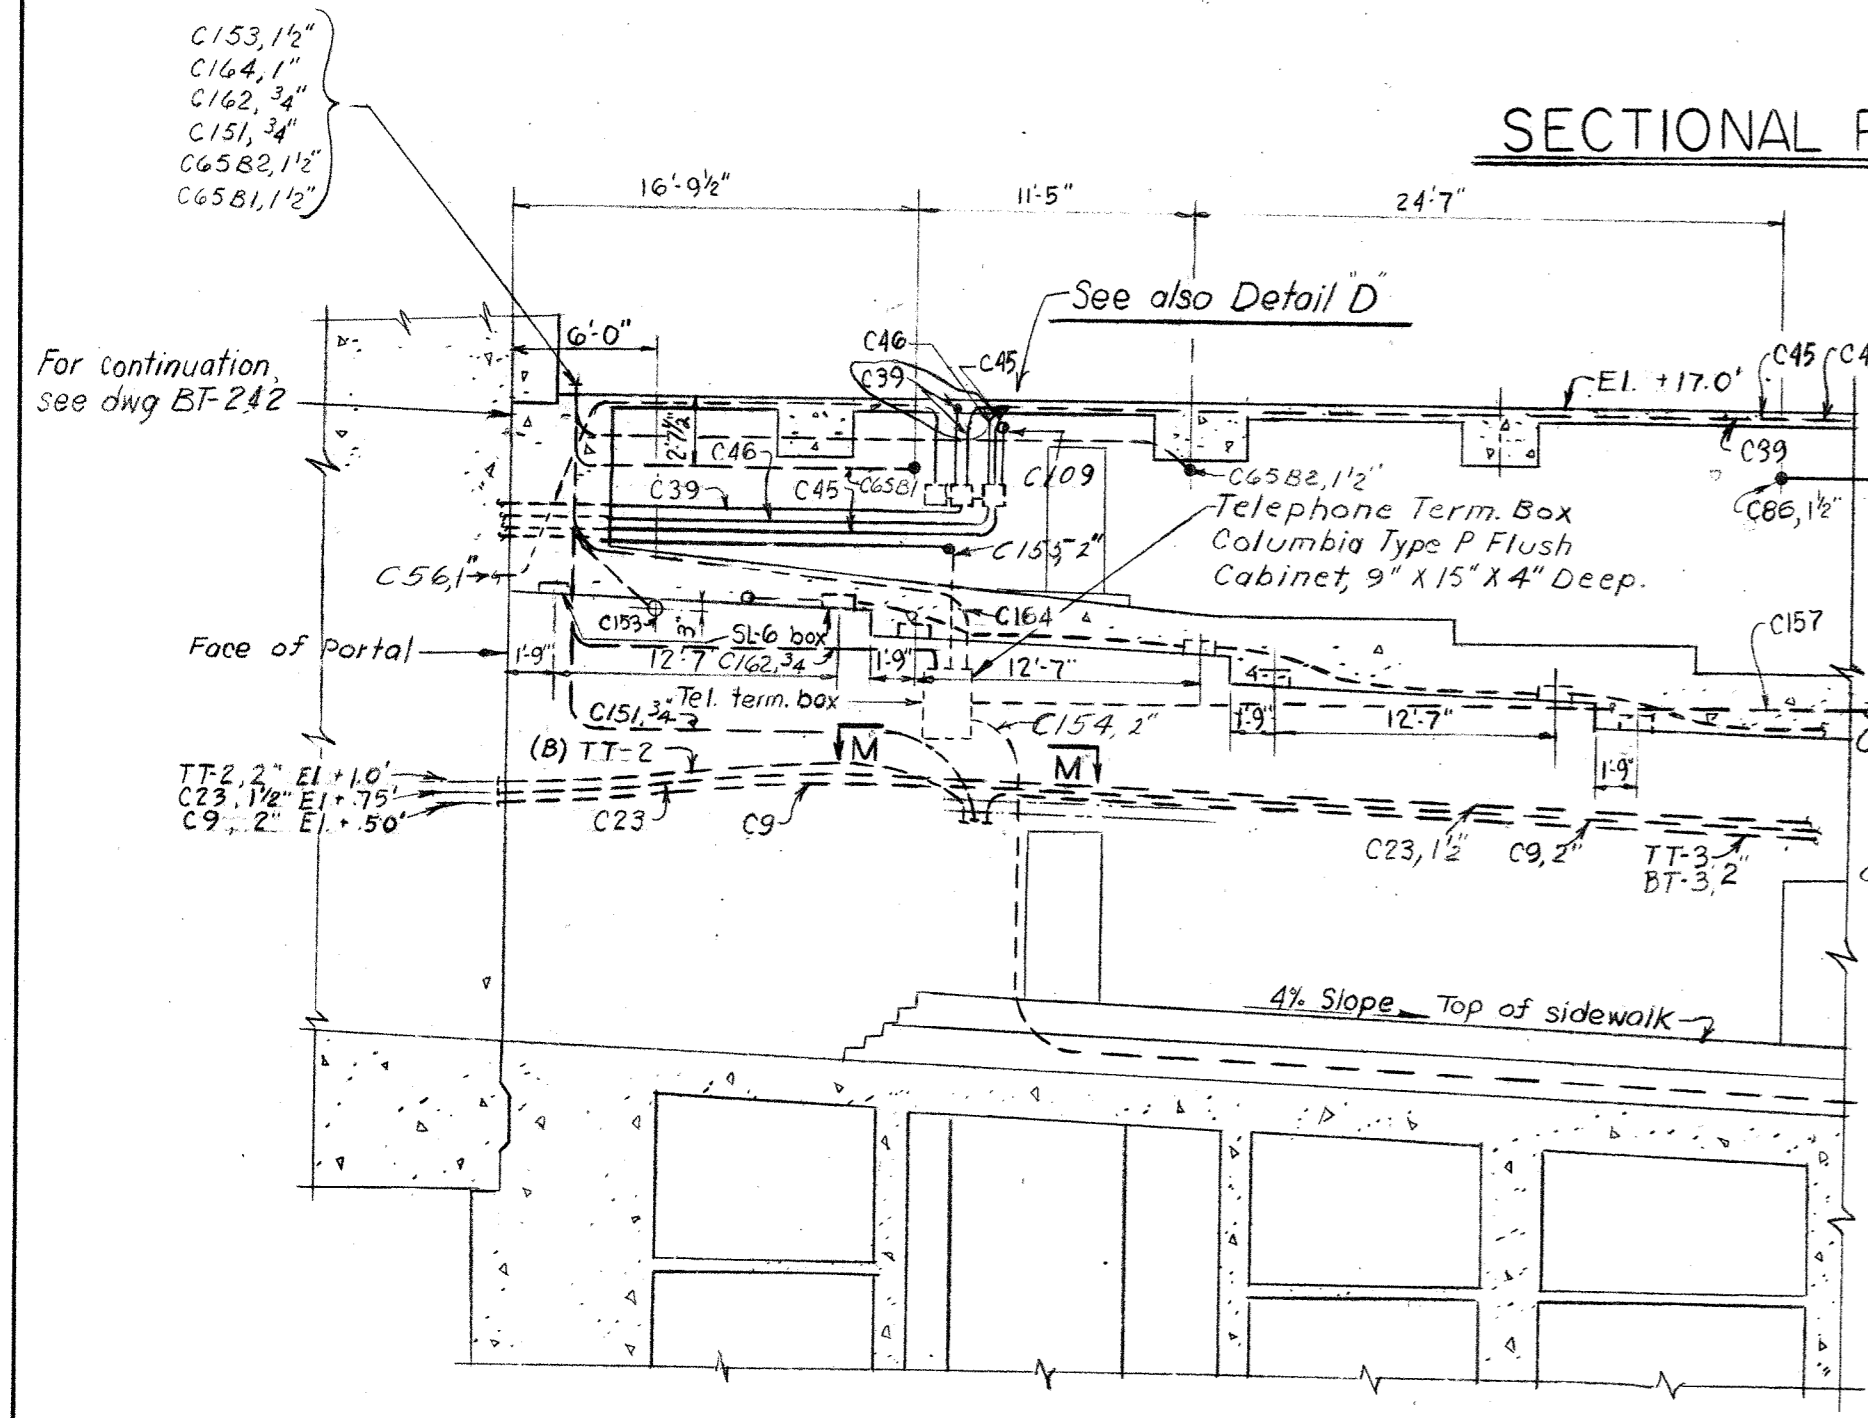 C153, 1½"
C164, 1"
C162, ¾"
C151, ¾"
C65B2, 1½"
C65B1, 1½"
SECTIONAL
16'-9½"
11'-5"
24'-7"
See also Detail "D"
6'-0"
For continuation,
see dwg BT-242
C46
C45
C39
El. +17.0'
C45
2'-7½"
C46
C39
C45
C65B1
C109
C65B2, 1½"
C39
C86, 1½"
Telephone Term. Box
Columbia Type P Flush
Cabinet, 9" X 15" X 4" Deep.
C155, 2"
C56, 1"
C153
3"
SL-6 box
C164
C157
Face of Portal
1'-9"
12'-7"
C162, ¾
1'-9"
12'-7"
4"
Tel. term. box
C151, ¾"
C154, 2"
1'-9"
12'-7"
(B) TT-2
M
M
1'-9"
TT-2, 2" El +1.0'
C23, 1½" El + .75'
C9, 2" El + .50'
C23
C9
C23, 1½"
C9, 2"
TT-3,
BT-3, 2"
4% Slope
Top of sidewalk